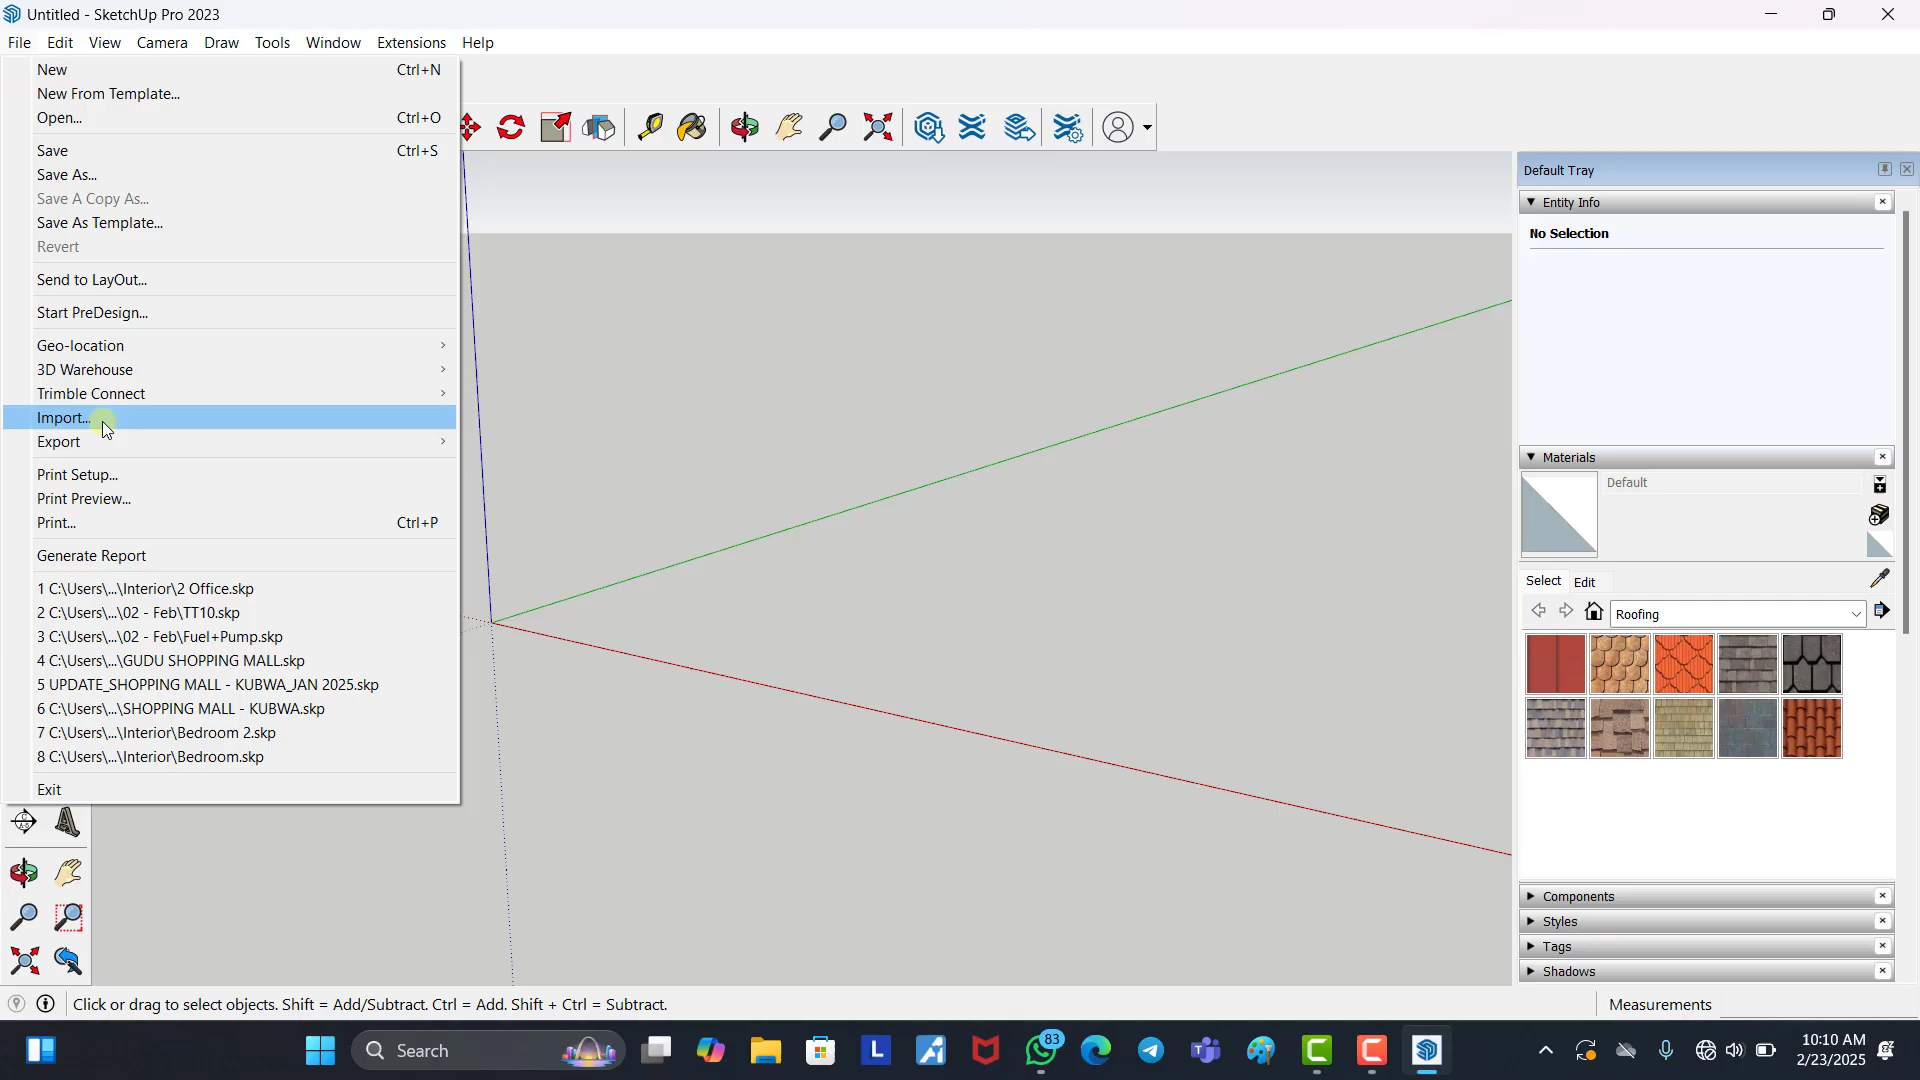 Untitled - SketchUp Pro 2023
File Edit View Camera Draw Tools Window Extensions Help
New Ctrl+N
New From Template...
Open... Ctrl+O
Save Ctrl+S
Save As...
Save A Copy As...
Save As Template...
Revert
Send to LayOut...
Start PreDesign...
Geo-location
3D Warehouse
Trimble Connect
Import...
Export
Print Setup...
Print Preview...
Print... Ctrl+P
Generate Report
1 C:\Users\...\Interior\2 Office.skp
2 C:\Users\...\02 - Feb\TT10.skp
3 C:\Users\...\02 - Feb\Fuel+Pump.skp
4 C:\Users\...\GUDU SHOPPING MALL.skp
5 UPDATE_SHOPPING MALL - KUBWA_JAN 2025.skp
6 C:\Users\...\SHOPPING MALL - KUBWA.skp
7 C:\Users\...\Interior\Bedroom 2.skp
8 C:\Users\...\Interior\Bedroom.skp
Exit
Default Tray
Entity Info
No Selection
Materials
Default
Select Edit
Roofing
Components
Styles
Tags
Shadows
Click or drag to select objects. Shift = Add/Subtract. Ctrl = Add. Shift + Ctrl = Subtract.
Measurements
Search
83
10:10 AM
2/23/2025